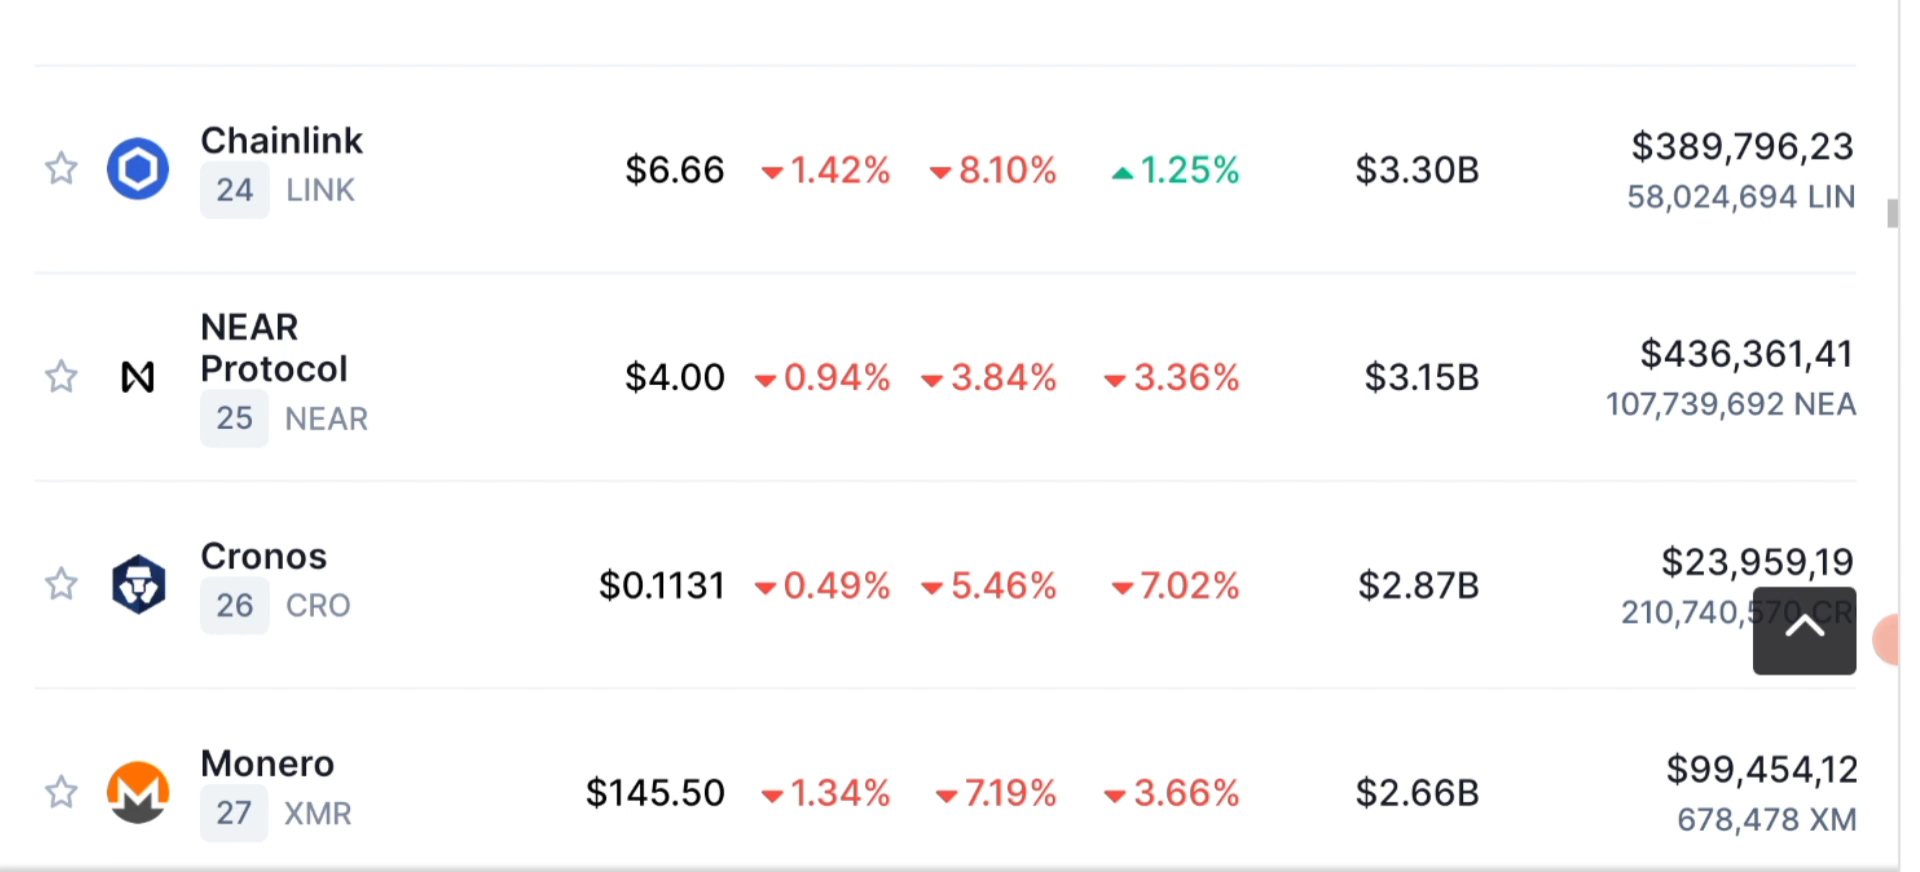 Chainlink
24 LINK
$6.66 1.42% 8.10% 1.25% $3.30B
$389,796,23
58,024,694 LIN
NEAR
Protocol
25 NEAR
$4.00 0.94% 3.84% 3.36% $3.15B
$436,361,41
107,739,692 NEA
Cronos
26 CRO
$0.1131 0.49% 5.46% 7.02% $2.87B
$23,959,19
210,740,570 CR
Monero
27 XMR
$145.50 1.34% 7.19% 3.66% $2.66B
$99,454,12
678,478 XM